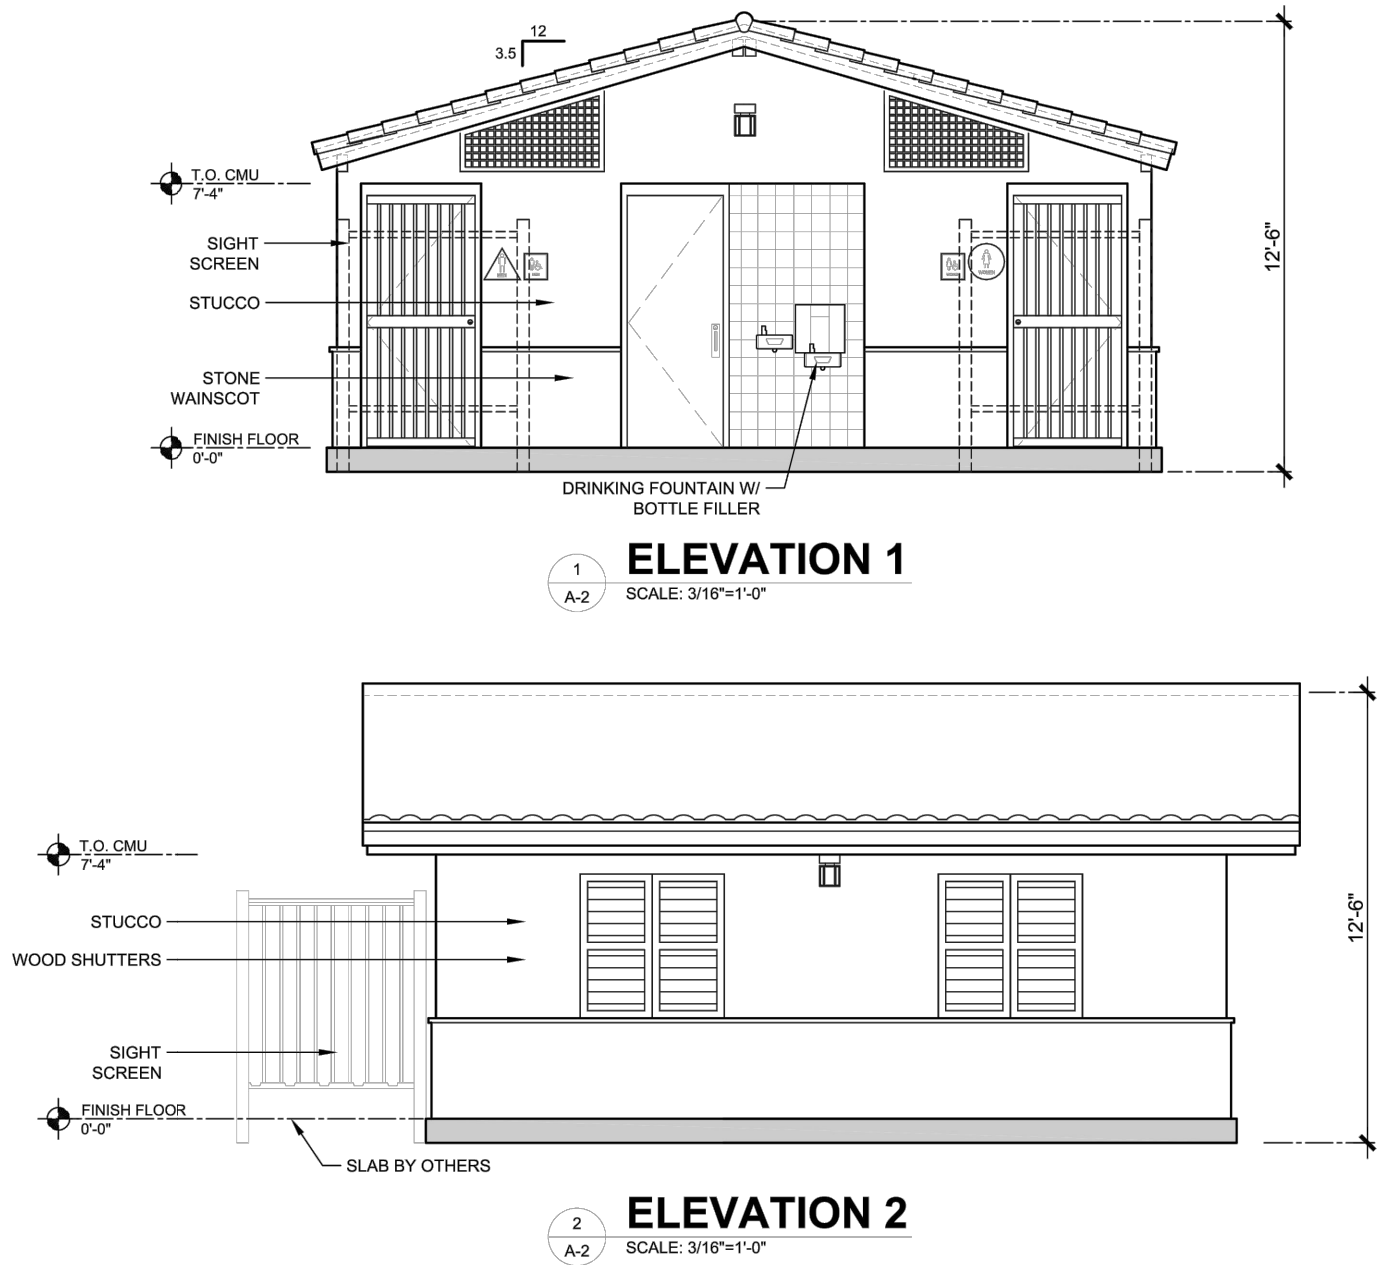 12
3.5
T.O. CMU
7'-4"
SIGHT
SCREEN
STUCCO
STONE
WAINSCOT
FINISH FLOOR
0'-0"
12'-6"
DRINKING FOUNTAIN W/
BOTTLE FILLER
1
A-2
ELEVATION 1
SCALE: 3/16"=1'-0"
T.O. CMU
7'-4"
STUCCO
WOOD SHUTTERS
SIGHT
SCREEN
FINISH FLOOR
0'-0"
SLAB BY OTHERS
12'-6"
2
A-2
ELEVATION 2
SCALE: 3/16"=1'-0"